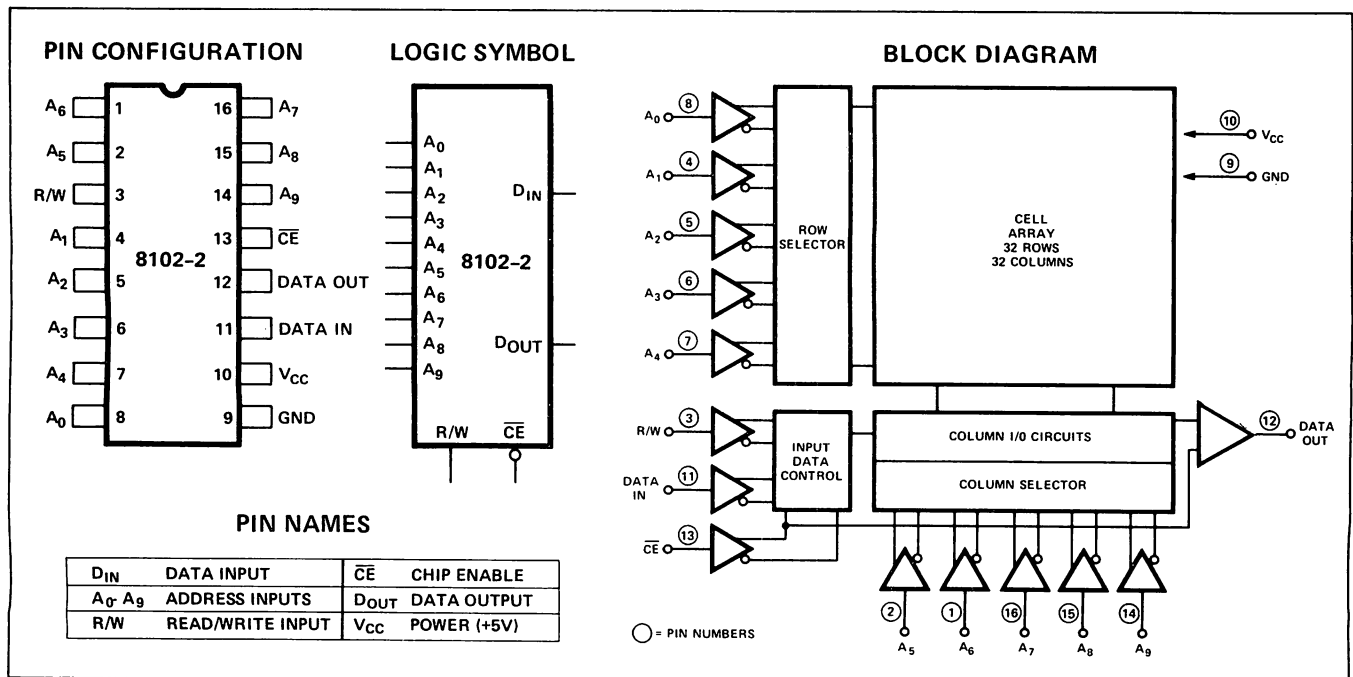 PIN CONFIGURATION
A6 1 16 A7
A5 2 15 A8
R/W 3 14 A9
A1 4 13 C̅E̅
8102-2
A2 5 12 DATA OUT
A3 6 11 DATA IN
A4 7 10 VCC
A0 8 9 GND
LOGIC SYMBOL
A0
A1
A2 DIN
A3
A4
A5 8102-2
A6
A7
A8 DOUT
A9
R/W C̅E̅
PIN NAMES
DIN DATA INPUT C̅E̅ CHIP ENABLE
A0- A9 ADDRESS INPUTS DOUT DATA OUTPUT
R/W READ/WRITE INPUT VCC POWER (+5V)
BLOCK DIAGRAM
A0 8
A1 4
A2 5
A3 6
A4 7
ROW
SELECTOR
CELL
ARRAY
32 ROWS
32 COLUMNS
10 VCC
9 GND
R/W 3
DATA
IN 11
C̅E̅ 13
INPUT
DATA
CONTROL
COLUMN I/0 CIRCUITS
COLUMN SELECTOR
12 DATA
OUT
2 1 16 15 14
A5 A6 A7 A8 A9
= PIN NUMBERS